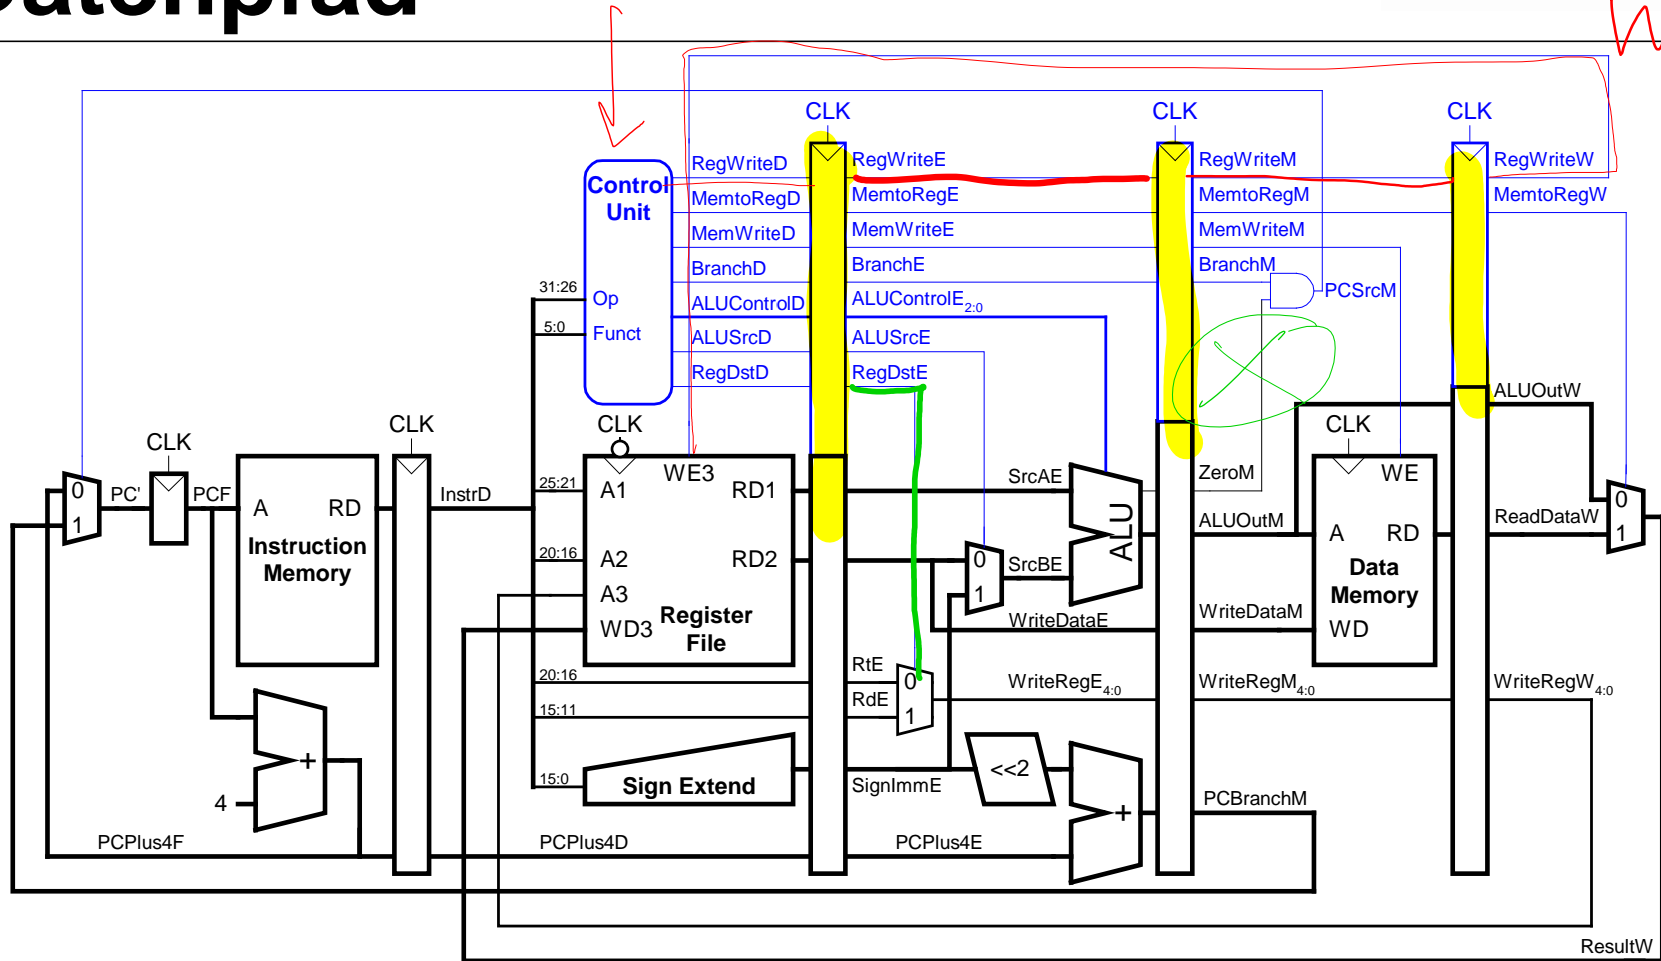 Datenpfad
CLK
CLK
CLK
RegWriteD
RegWriteE
RegWriteM
RegWriteW
Control
Unit
MemtoRegD
MemtoRegE
MemtoRegM
MemtoRegW
MemWriteD
MemWriteE
MemWriteM
BranchD
BranchE
BranchM
31:26
Op
ALUControlD
ALUControlE2:0
PCSrcM
5:0
Funct
ALUSrcD
ALUSrcE
RegDstD
RegDstE
ALUOutW
CLK
CLK
CLK
CLK
0
1
PC'
PCF
A
RD
Instruction
Memory
InstrD
25:21
A1
WE3
RD1
SrcAE
ZeroM
WE
20:16
A2
RD2
0
1
SrcBE
ALU
ALUOutM
A
RD
ReadDataW
0
1
A3
Data
Memory
WD3
Register
File
WriteDataE
WriteDataM
WD
20:16
RtE
0
WriteRegE4:0
WriteRegM4:0
WriteRegW4:0
15:11
RdE
1
+
4
15:0
Sign Extend
SignImmE
<<2
+
PCBranchM
PCPlus4F
PCPlus4D
PCPlus4E
ResultW